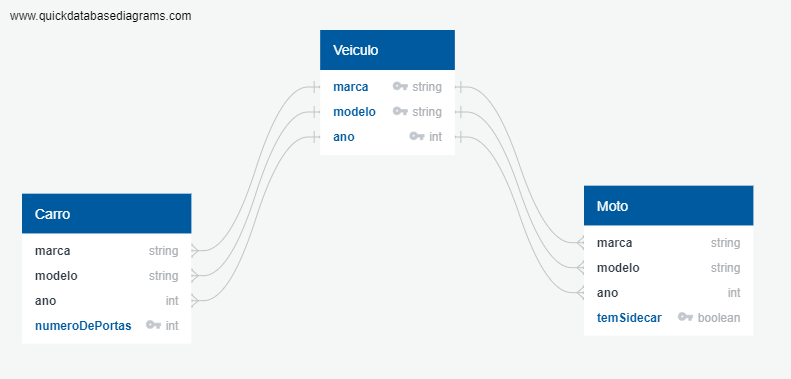 www.quickdatabasediagrams.com
Veiculo
marca string
modelo string
ano int
Carro
marca string
modelo string
ano int
numeroDePortas int
Moto
marca string
modelo string
ano int
temSidecar boolean